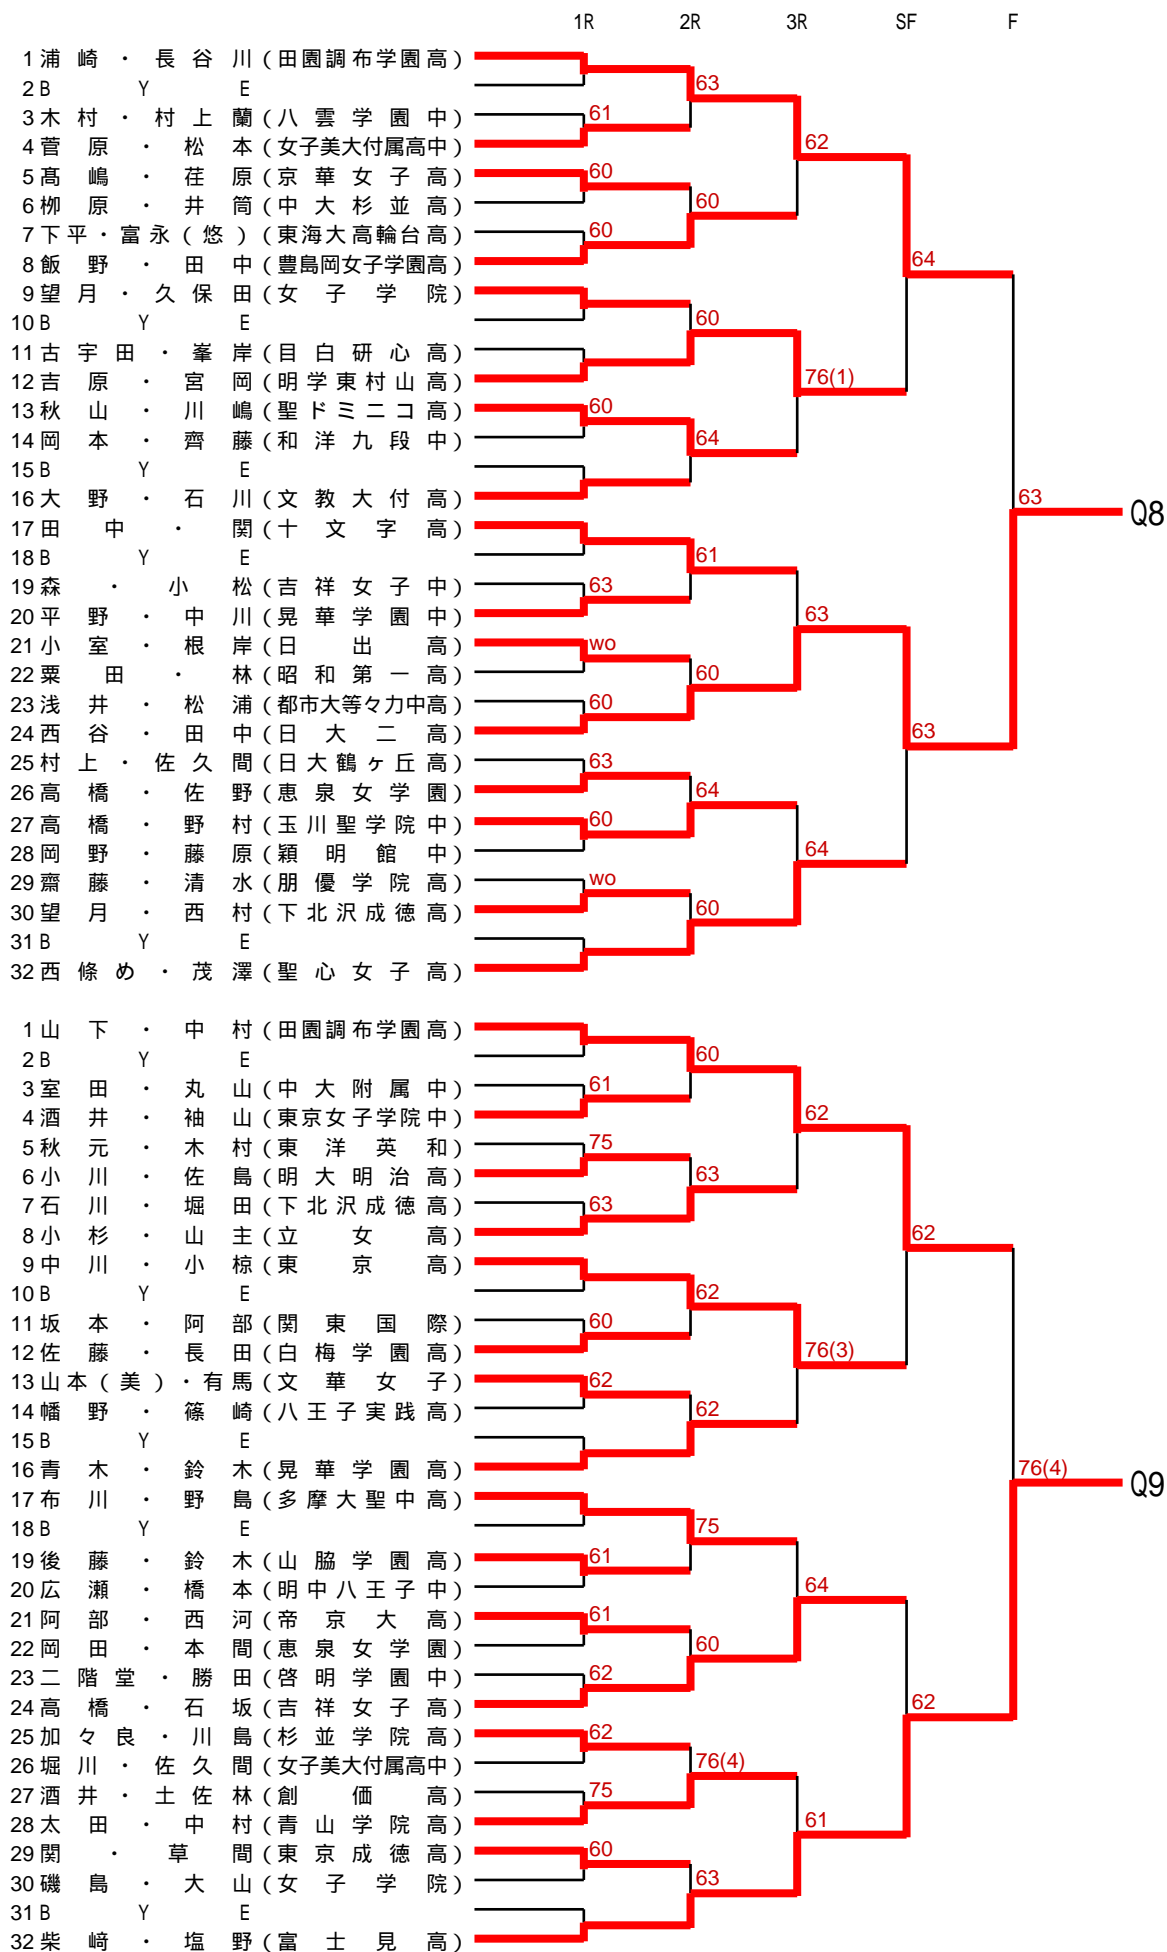 1R 2R 3R SF F
1 浦崎・長谷川(田園調布学園高)
2 B Y E
63
3 木村・村上蘭(八雲学園中) 61
4 菅原・松本(女子美大付属高中) 62
5 髙嶋・荏原(京華女子高) 60
6 栁原・井筒(中大杉並高) 60
7 下平・富永(悠)(東海大高輪台高) 60
8 飯野・田中(豊島岡女子学園高) 64
9 望月・久保田(女子学院)
10 B Y E 60
11 古宇田・峯岸(目白研心高)
12 吉原・宮岡(明学東村山高) 76(1)
13 秋山・川嶋(聖ドミニコ高) 60
14 岡本・齊藤(和洋九段中) 64
15 B Y E
16 大野・石川(文教大付高) 63
Q8
17 田中・関(十文字高)
18 B Y E 61
19 森・小松(吉祥女子中) 63
20 平野・中川(晃華学園中) 63
21 小室・根岸(日出高) wo
22 粟田・林(昭和第一高) 60
23 浅井・松浦(都市大等々力中高) 60
24 西谷・田中(日大二高) 63
25 村上・佐久間(日大鶴ヶ丘高) 63
26 高橋・佐野(恵泉女学園) 64
27 高橋・野村(玉川聖学院中) 60
28 岡野・藤原(穎明館中) 64
29 齋藤・清水(朋優学院高) wo
30 望月・西村(下北沢成徳高) 60
31 B Y E
32 西條め・茂澤(聖心女子高)
1 山下・中村(田園調布学園高)
2 B Y E 60
3 室田・丸山(中大附属中) 61
4 酒井・袖山(東京女子学院中) 62
5 秋元・木村(東洋英和) 75
6 小川・佐島(明大明治高) 63
7 石川・堀田(下北沢成徳高) 63
8 小杉・山主(立女高) 62
9 中川・小椋(東京高)
10 B Y E 62
11 坂本・阿部(関東国際) 60
12 佐藤・長田(白梅学園高) 76(3)
13 山本(美)・有馬(文華女子) 62
14 幡野・篠崎(八王子実践高) 62
15 B Y E
16 青木・鈴木(晃華学園高) 76(4)
Q9
17 布川・野島(多摩大聖中高)
18 B Y E 75
19 後藤・鈴木(山脇学園高) 61
20 広瀬・橋本(明中八王子中) 64
21 阿部・西河(帝京大高) 61
22 岡田・本間(恵泉女学園) 60
23 二階堂・勝田(啓明学園中) 62
24 高橋・石坂(吉祥女子高) 62
25 加々良・川島(杉並学院高) 62
26 堀川・佐久間(女子美大付属高中) 76(4)
27 酒井・土佐林(創価高) 75
28 太田・中村(青山学院高) 61
29 関・草間(東京成徳高) 60
30 磯島・大山(女子学院) 63
31 B Y E
32 柴﨑・塩野(富士見高)